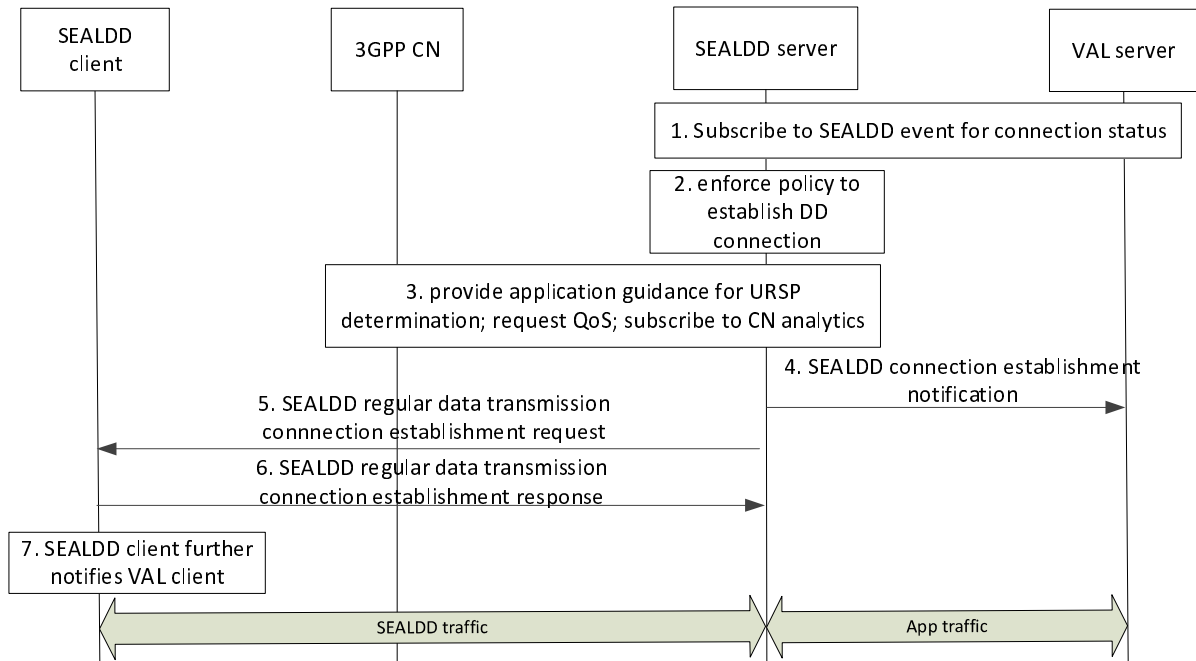 SEALDD
client
3GPP CN
SEALDD server
VAL server
1. Subscribe to SEALDD event for connection status
2. enforce policy to
establish DD
connection
3. provide application guidance for URSP
determination; request QoS; subscribe to CN analytics
4. SEALDD connection establishment
notification
5. SEALDD regular data transmission
connnection establishment request
6. SEALDD regular data transmission
connection establishment response
7. SEALDD client further
notifies VAL client
SEALDD traffic
App traffic